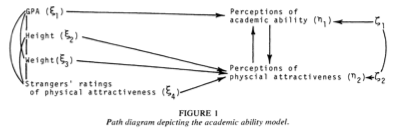 GPA (ξ1)
Perceptions of
academic ability (η1)
ζ1
Height (ξ2)
Weight(ξ3)
Perceptions of
physcial attractiveness (η2)
ζ2
Strangers' ratings
of physical attractiveness (ξ4)
FIGURE 1
Path diagram depicting the academic ability model.